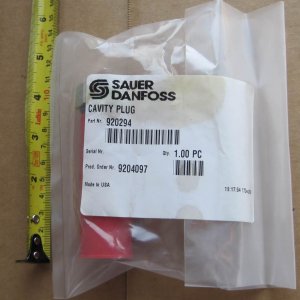 SAUER
DANFOSS
CAVITY PLUG
Part Nr. 920294
Serial Nr. Qty. 1.00 PC
Prod. Order Nr. 9204097
Made in USA